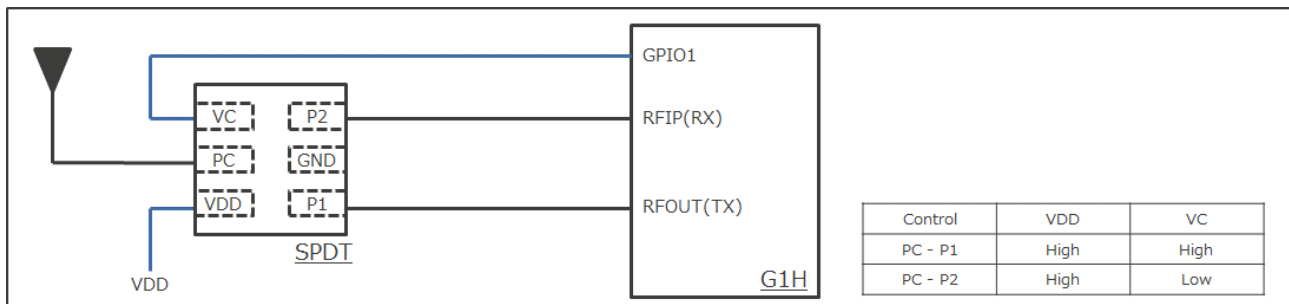 GPIO1
VC P2 RFIP(RX)
PC GND
VDD P1 RFOUT(TX)
SPDT
VDD G1H
Control VDD VC
PC - P1 High High
PC - P2 High Low